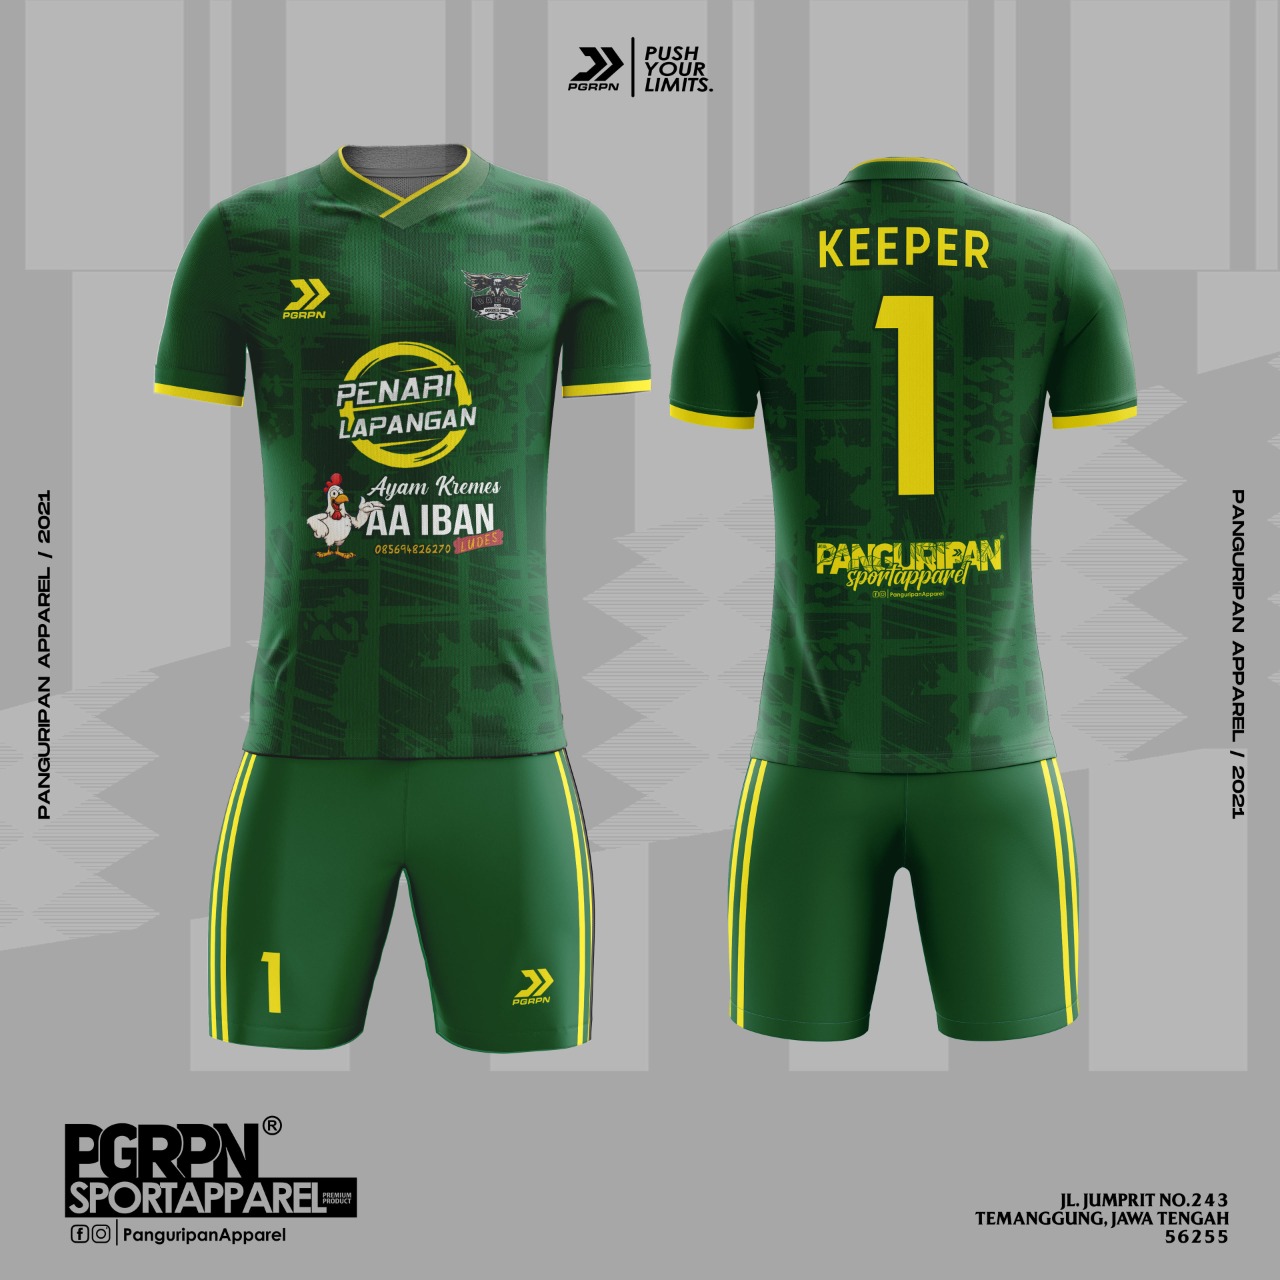 PGRPN
PUSH
YOUR
LIMITS.
PGRPN
PENARI
LAPANGAN
Ayam Kremes
AA IBAN
085694826270 LUDES
1
PGRPN
KEEPER
1
PANGURIPAN
sportapparel
PanguripanApparel
PANGURIPAN APPAREL / 2021
PANGURIPAN APPAREL / 2021
PGRPN®
SPORTAPPAREL PREMIUM PRODUCT
PanguripanApparel
JL. JUMPRIT NO.243
TEMANGGUNG, JAWA TENGAH
56255